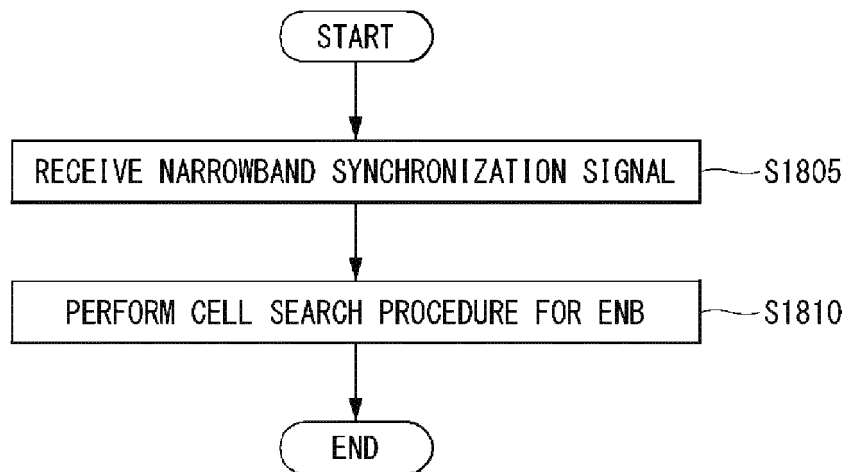 START
RECEIVE NARROWBAND SYNCHRONIZATION SIGNAL
S1805
PERFORM CELL SEARCH PROCEDURE FOR ENB
S1810
END